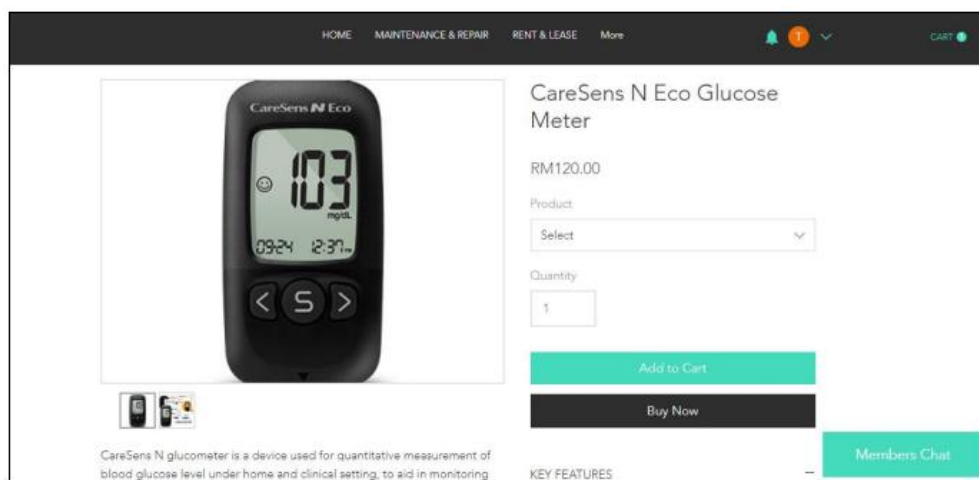 HOME MAINTENANCE & REPAIR RENT & LEASE More T CART 1
CareSens N Eco
103
mg/dL
09-24 12:37
CareSens N Eco Glucose
Meter
RM120.00
Product
Select
Quantity
1
Add to Cart
Buy Now
KEY FEATURES
Members Chat
< S >
CareSens N glucometer is a device used for quantitative measurement of
blood glucose level under home and clinical setting, to aid in monitoring